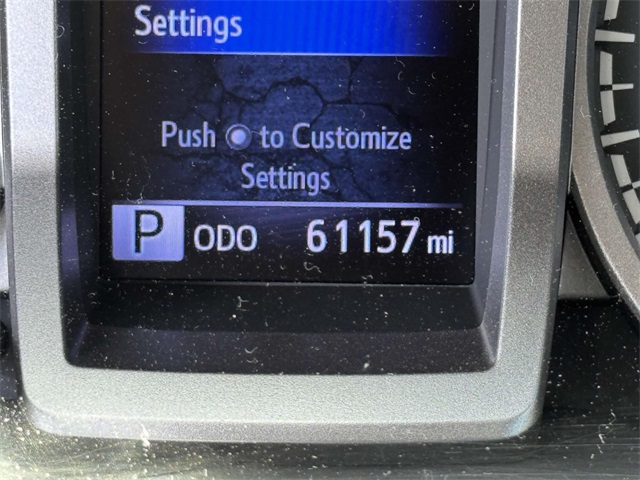 Settings
Push to Customize
Settings
P ODO 61157 mi